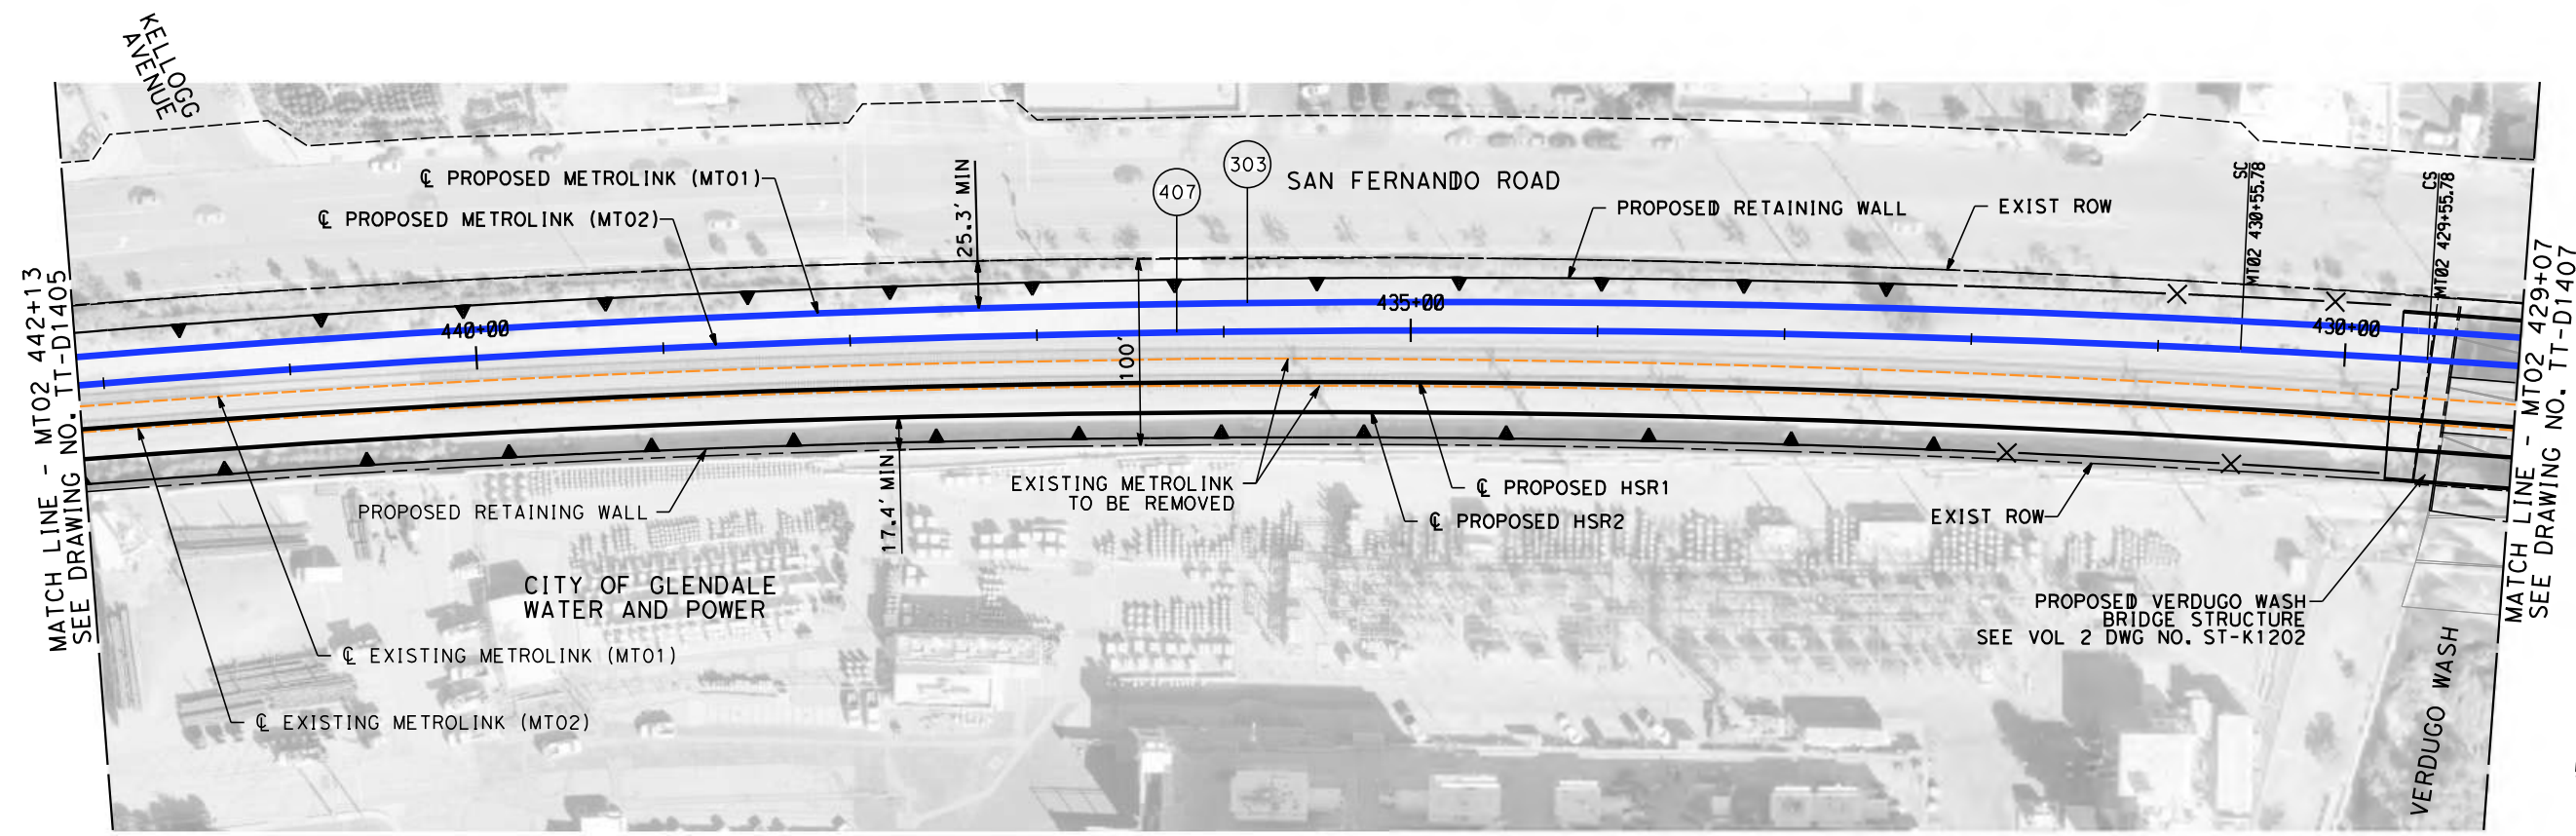 KELLOGG
AVENUE
℄ PROPOSED METROLINK (MT01)
℄ PROPOSED METROLINK (MT02)
25.3' MIN
407
303
SAN FERNANDO ROAD
PROPOSED RETAINING WALL
EXIST ROW
SC
MT02 430+55.78
CS
MT02 429+55.78
MATCH LINE - MT02 442+13
SEE DRAWING NO. TT-D1405
440+00
435+00
430+00
100'
MATCH LINE - MT02 429+07
SEE DRAWING NO. TT-D1407
17.4' MIN
PROPOSED RETAINING WALL
EXISTING METROLINK
TO BE REMOVED
℄ PROPOSED HSR1
℄ PROPOSED HSR2
EXIST ROW
CITY OF GLENDALE
WATER AND POWER
PROPOSED VERDUGO WASH
BRIDGE STRUCTURE
SEE VOL 2 DWG NO. ST-K1202
℄ EXISTING METROLINK (MT01)
℄ EXISTING METROLINK (MT02)
VERDUGO WASH